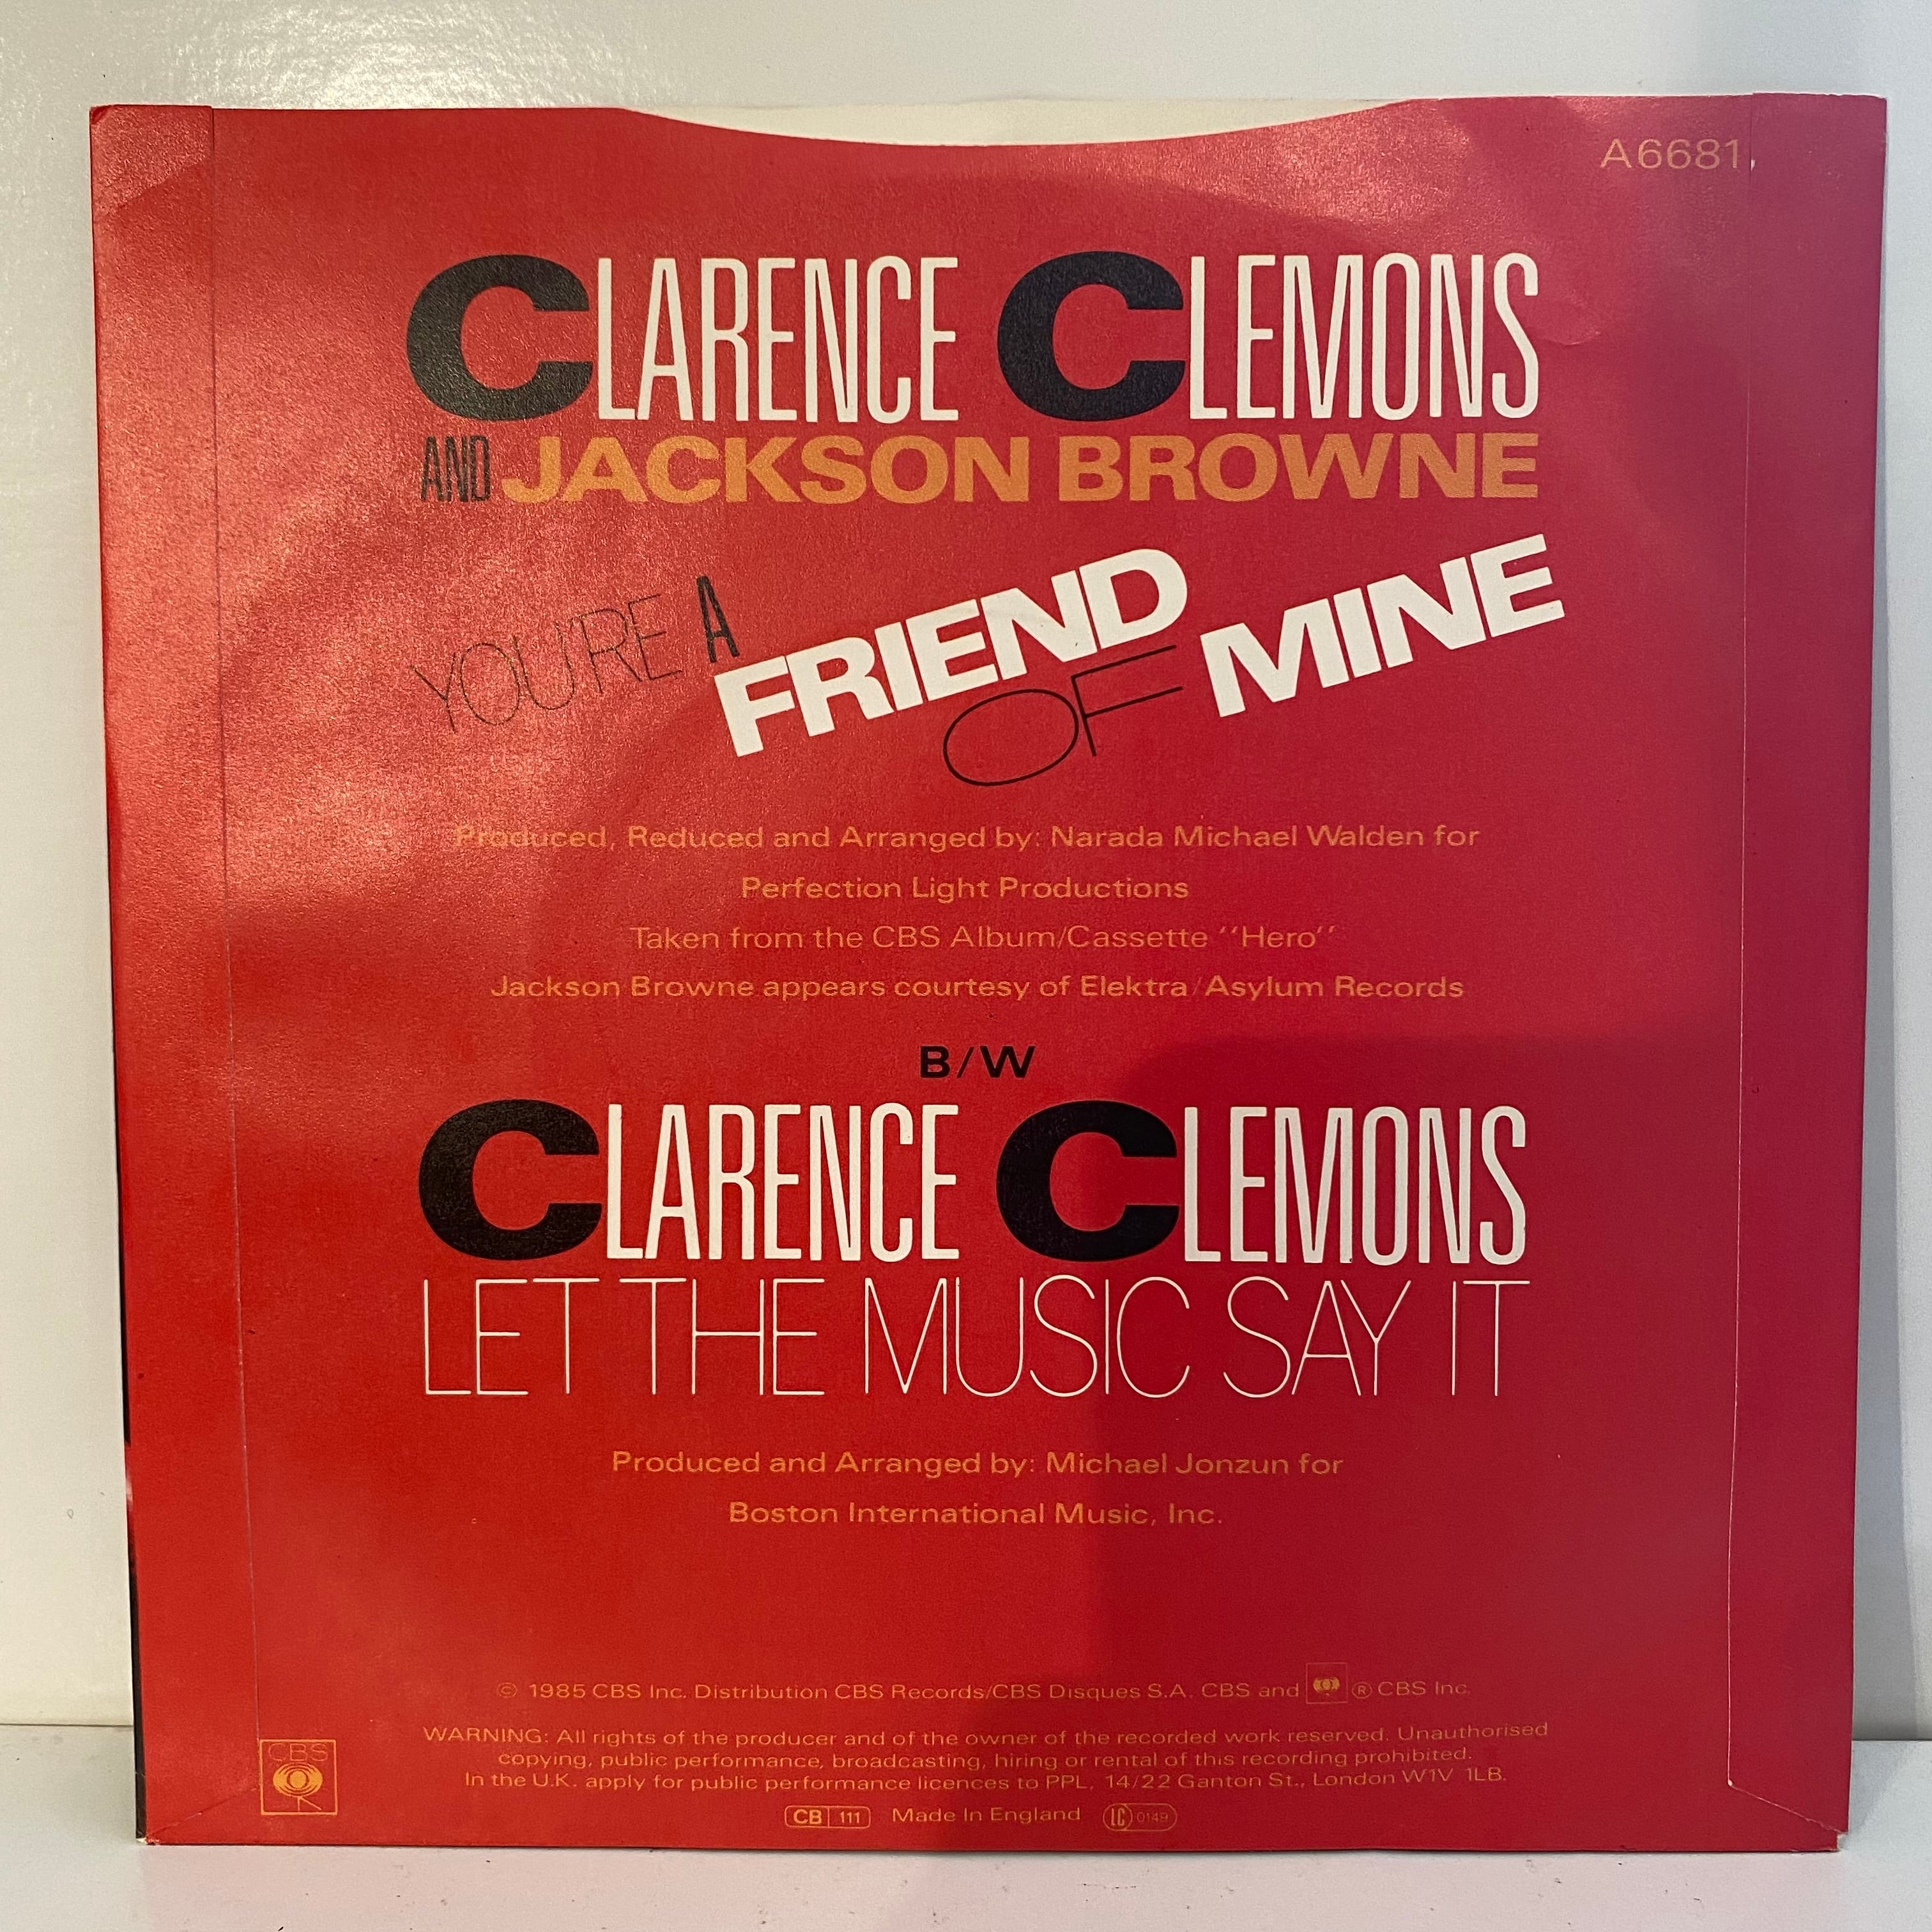 A6681
CLARENCE CLEMONS
AND JACKSON BROWNE
YOU'RE A FRIEND OF MINE
Produced, Reduced and Arranged by: Narada Michael Walden for
Perfection Light Productions
Taken from the CBS Album/Cassette ''Hero''
Jackson Browne appears courtesy of Elektra/Asylum Records
B/W
CLARENCE CLEMONS
LET THE MUSIC SAY IT
Produced and Arranged by: Michael Jonzun for
Boston International Music, Inc.
© 1985 CBS Inc. Distribution CBS Records/CBS Disques S.A. CBS and ® CBS Inc.
WARNING: All rights of the producer and of the owner of the recorded work reserved. Unauthorised
copying, public performance, broadcasting, hiring or rental of this recording prohibited.
In the U.K. apply for public performance licences to PPL, 14/22 Ganton St., London W1V 1LB.
CBS
CB 111 Made In England LC 0149